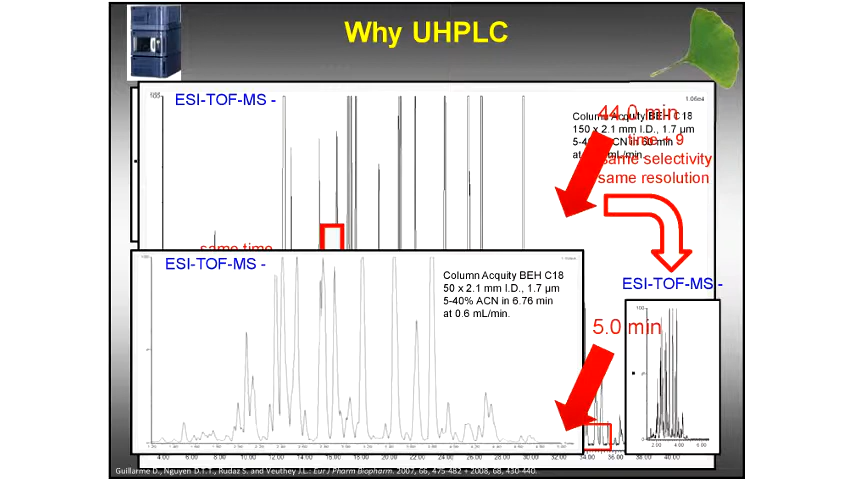 Why UHPLC
ESI-TOF-MS -
44.0 min
Column Acquity BEH C18
150 x 2.1 mm I.D., 1.7 µm
time ÷ 9
same selectivity
same resolution
same time
ESI-TOF-MS -
Column Acquity BEH C18
50 x 2.1 mm I.D., 1.7 µm
5-40% ACN in 6.76 min
at 0.6 mL/min.
ESI-TOF-MS -
5.0 min
4.00 6.00 8.00 10.00 12.00 14.00 16.00 18.00 20.00 22.00 24.00 26.00 28.00 30.00 32.00 34.00 36.00 38.00 40.00
2.00 4.00 6.00
Guillarme D., Nguyen D.T.T., Rudaz S. and Veuthey J.L.: Eur J Pharm Biopharm. 2007, 66, 475-482 + 2008, 68, 430-440.